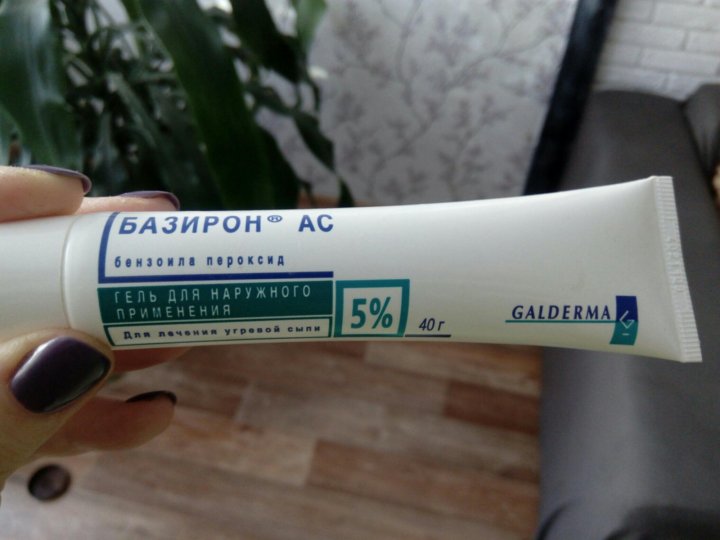 БАЗИРОН® АС
бензоила пероксид
ГЕЛЬ ДЛЯ НАРУЖНОГО
ПРИМЕНЕНИЯ
Для лечения угревой сыпи
5%
40 г
GALDERMA